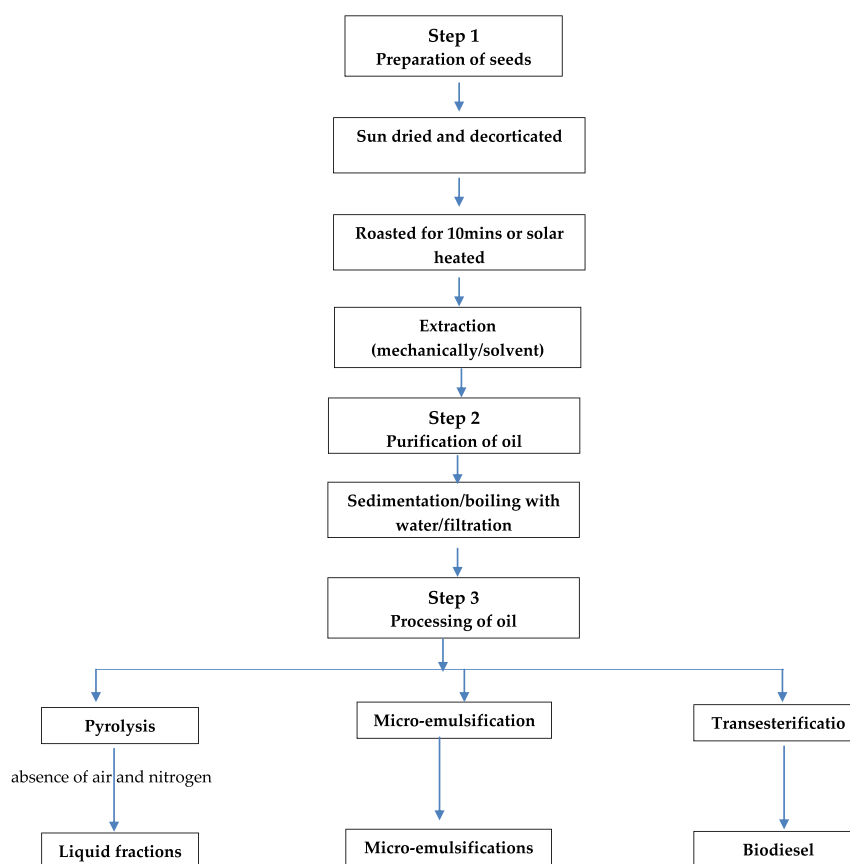 Step 1
Preparation of seeds
Sun dried and decorticated
Roasted for 10mins or solar
heated
Extraction
(mechanically/solvent)
Step 2
Purification of oil
Sedimentation/boiling with
water/filtration
Step 3
Processing of oil
Pyrolysis
Micro-emulsification
Transesterificatio
absence of air and nitrogen
Liquid fractions
Micro-emulsifications
Biodiesel